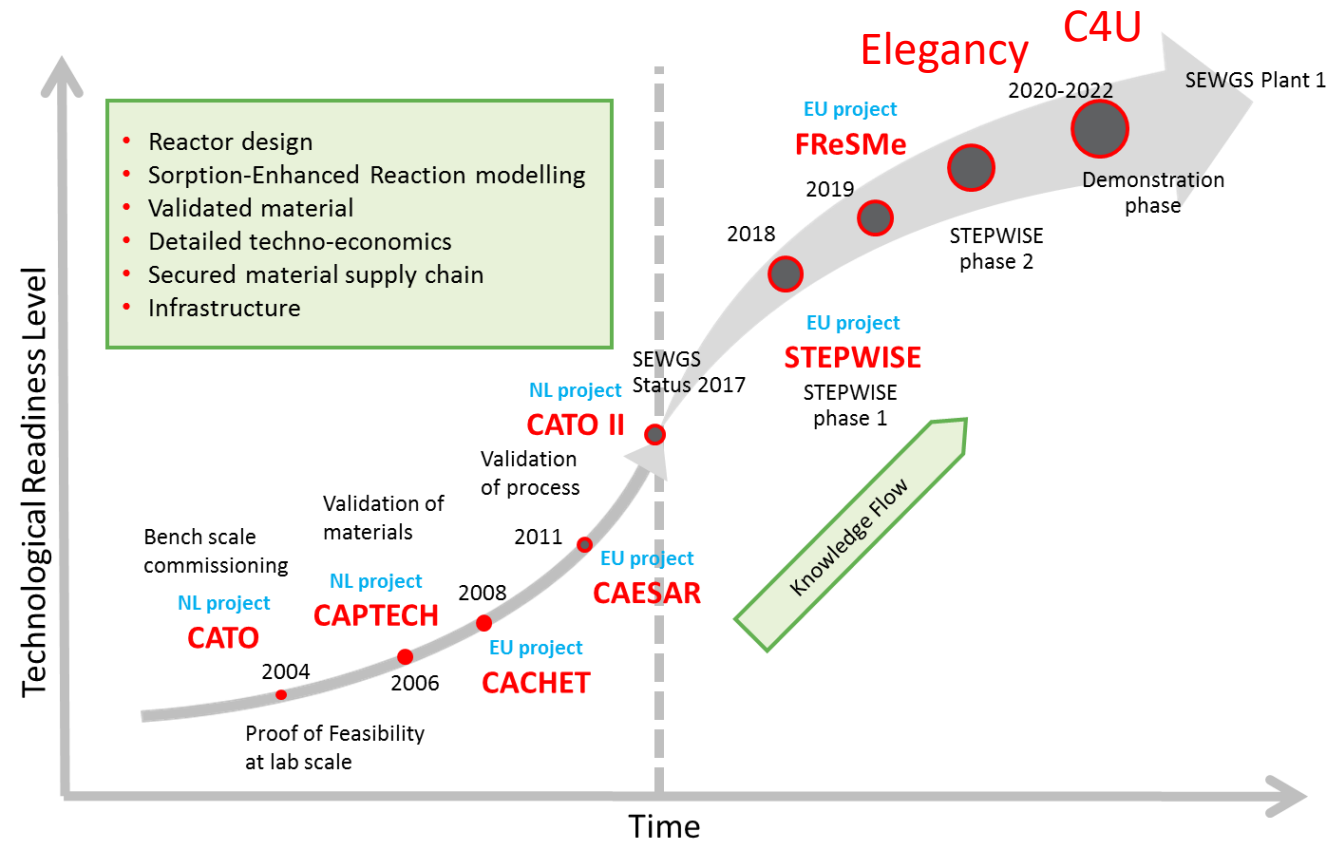 C4U
Elegancy
2020-2022
SEWGS Plant 1
EU project
FReSMe
Demonstration
phase
2019
2018
STEPWISE
phase 2
• Reactor design
• Sorption-Enhanced Reaction modelling
• Validated material
• Detailed techno-economics
• Secured material supply chain
• Infrastructure
EU project
STEPWISE
STEPWISE
phase 1
SEWGS
Status 2017
NL project
CATO II
Validation
of process
Validation of
materials
2011
Bench scale
commissioning
EU project
CAESAR
NL project
CAPTECH
2008
NL project
CATO
EU project
CACHET
2004
2006
Proof of Feasibility
at lab scale
Knowledge Flow
Technological Readiness Level
Time